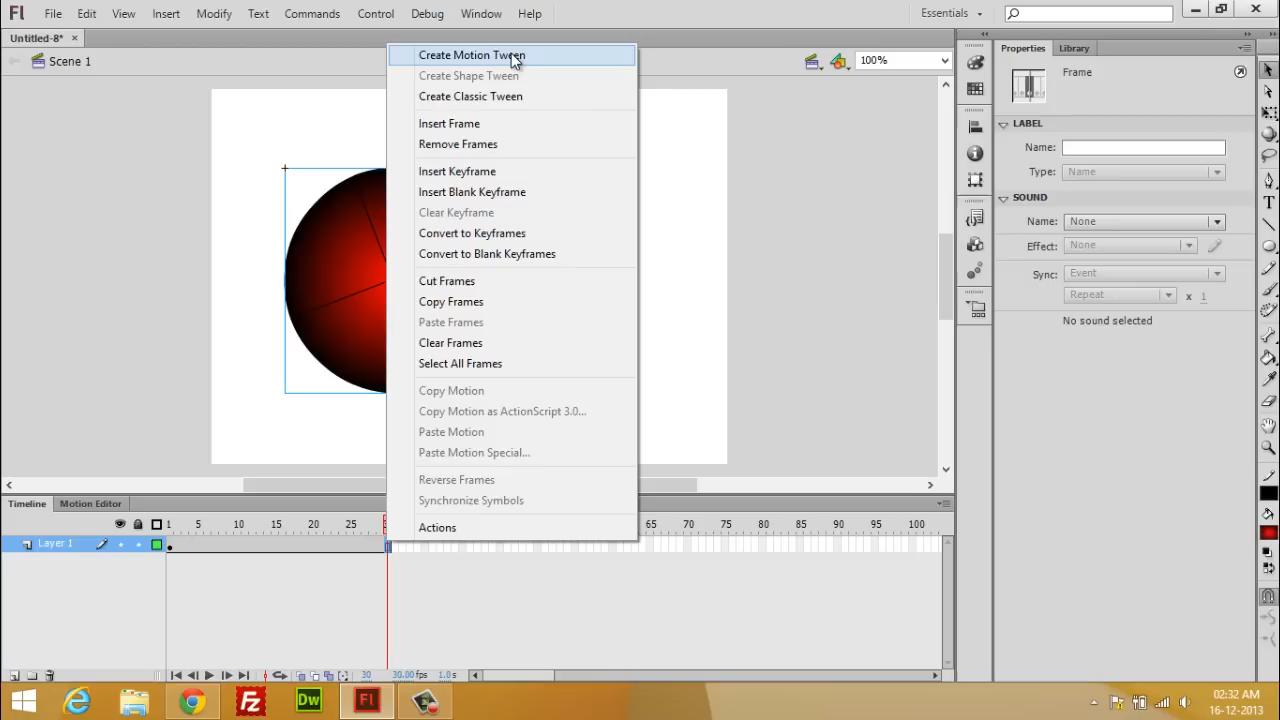 Fl File Edit View Insert Modify Text Commands Control Debug Window Help Essentials
Untitled-8* ×
Scene 1 100%
Create Motion Tween
Create Shape Tween
Create Classic Tween
Insert Frame
Remove Frames
Insert Keyframe
Insert Blank Keyframe
Clear Keyframe
Convert to Keyframes
Convert to Blank Keyframes
Cut Frames
Copy Frames
Paste Frames
Clear Frames
Select All Frames
Copy Motion
Copy Motion as ActionScript 3.0...
Paste Motion
Paste Motion Special...
Reverse Frames
Synchronize Symbols
Actions
Properties Library
Frame
LABEL
Name:
Type: Name
SOUND
Name: None
Effect: None
Sync: Event
Repeat x 1
No sound selected
Timeline Motion Editor
1 5 10 15 20 25 65 70 75 80 85 90 95 100
Layer 1
30 30.00 fps 1.0 s
Fz Dw Fl
02:32 AM
16-12-2013